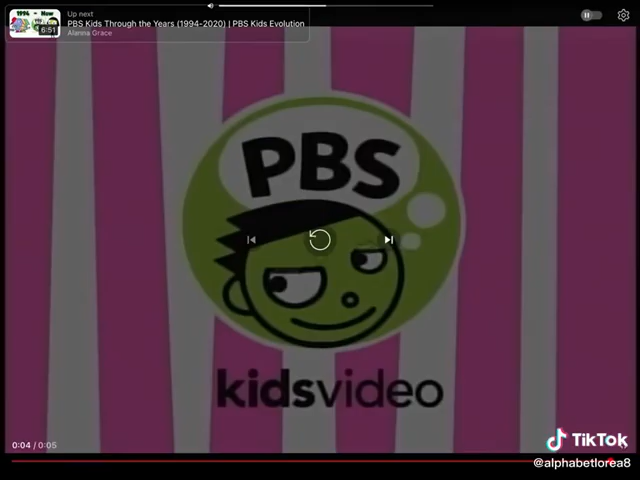 Up next
PBS Kids Through the Years (1994-2020) | PBS Kids Evolution
Alanna Grace
1994 - Now
6:51
PBS
kidsvideo
0:04 / 0:05
TikTok
@alphabetlorea8